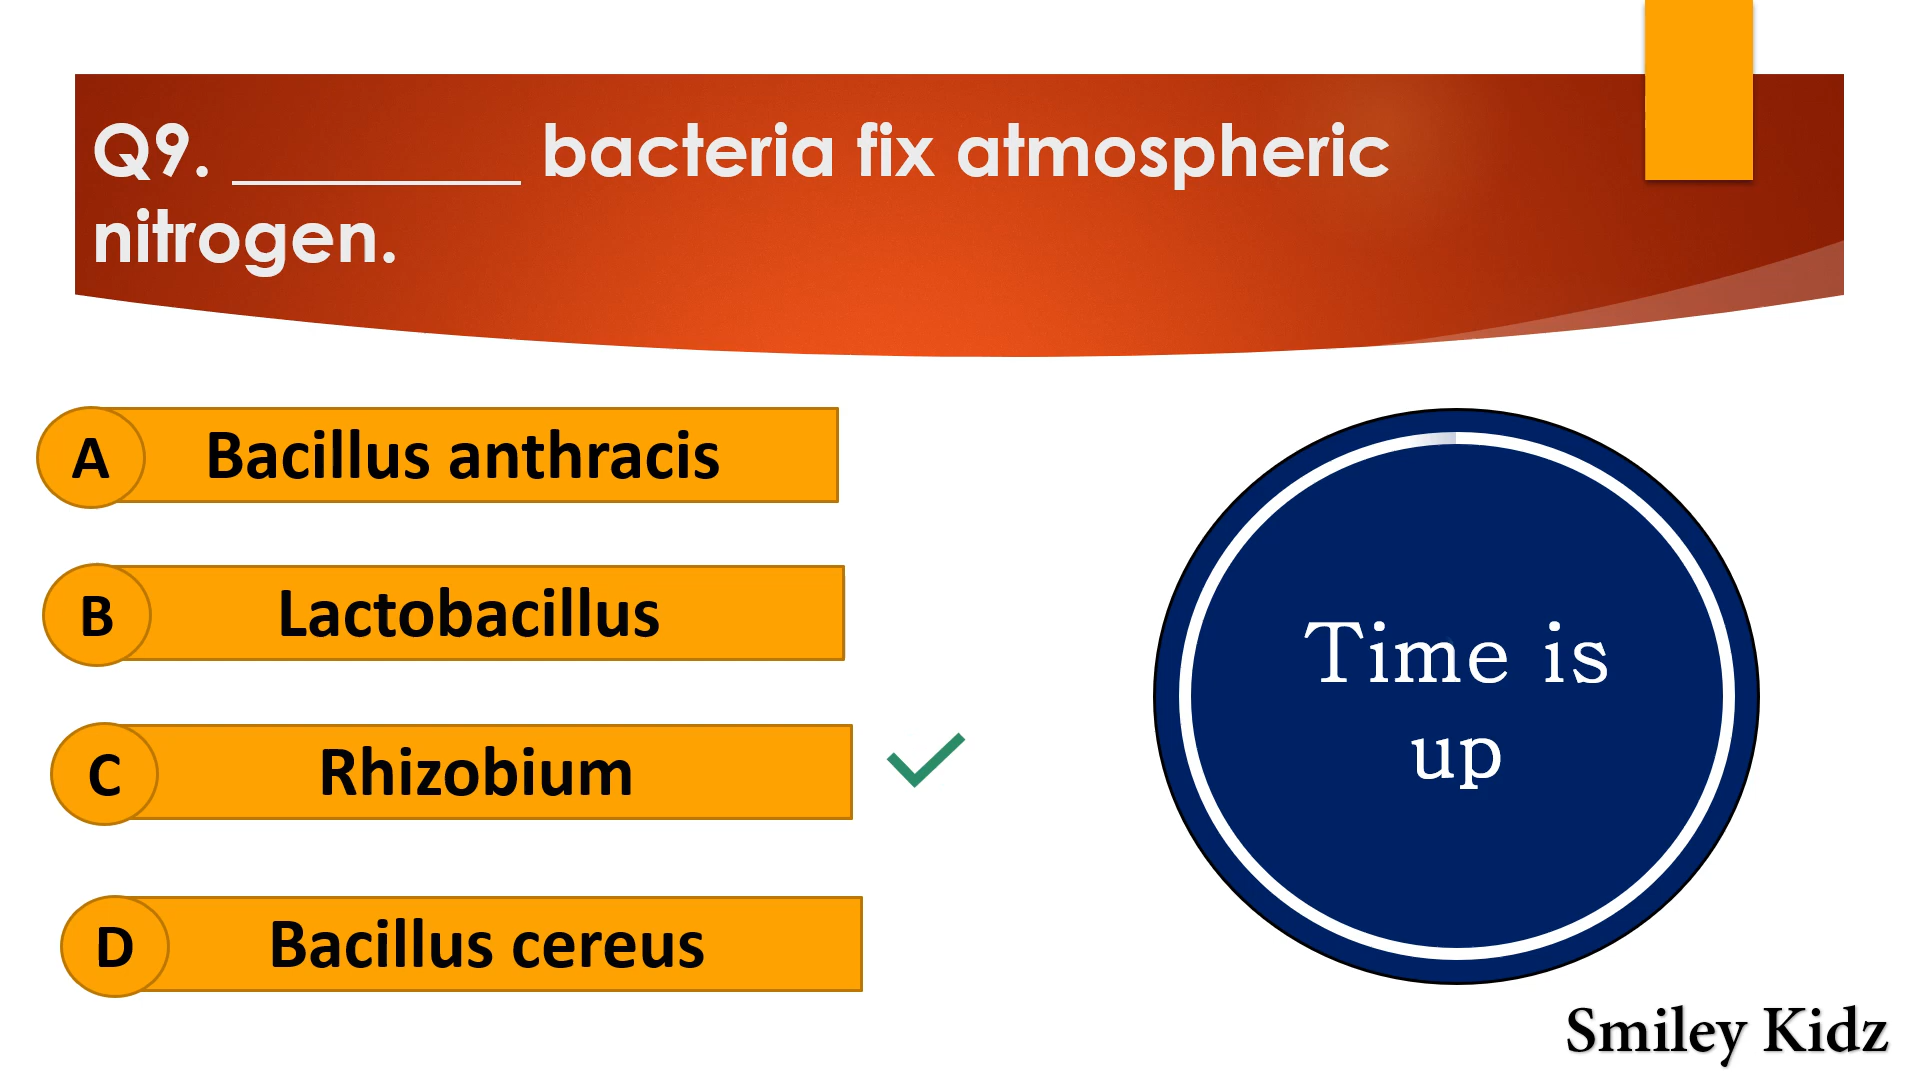 Q9. ________ bacteria fix atmospheric
nitrogen.
A Bacillus anthracis
B Lactobacillus
C Rhizobium
D Bacillus cereus
Time is
up
Smiley Kidz